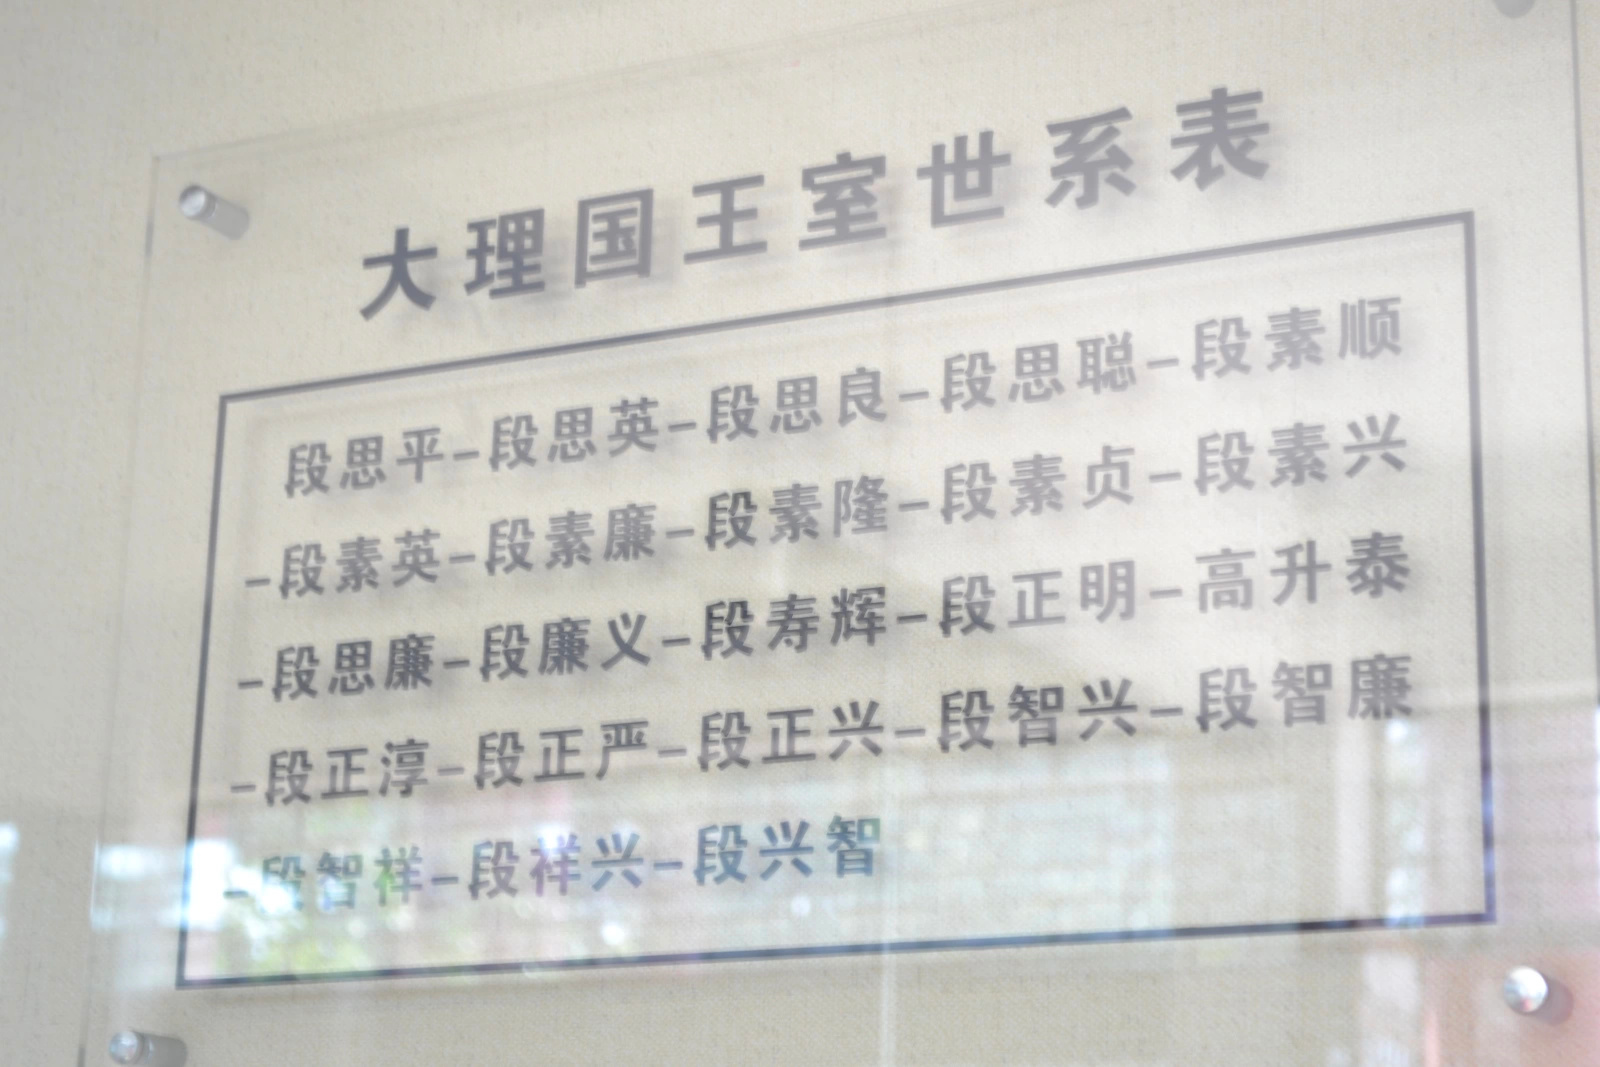 大理国王室世系表
段思平–段思英–段思良–段思聪–段素顺
–段素英–段素廉–段素隆–段素贞–段素兴
–段思廉–段廉义–段寿辉–段正明–高升泰
–段正淳–段正严–段正兴–段智兴–段智廉
–段智祥–段祥兴–段兴智